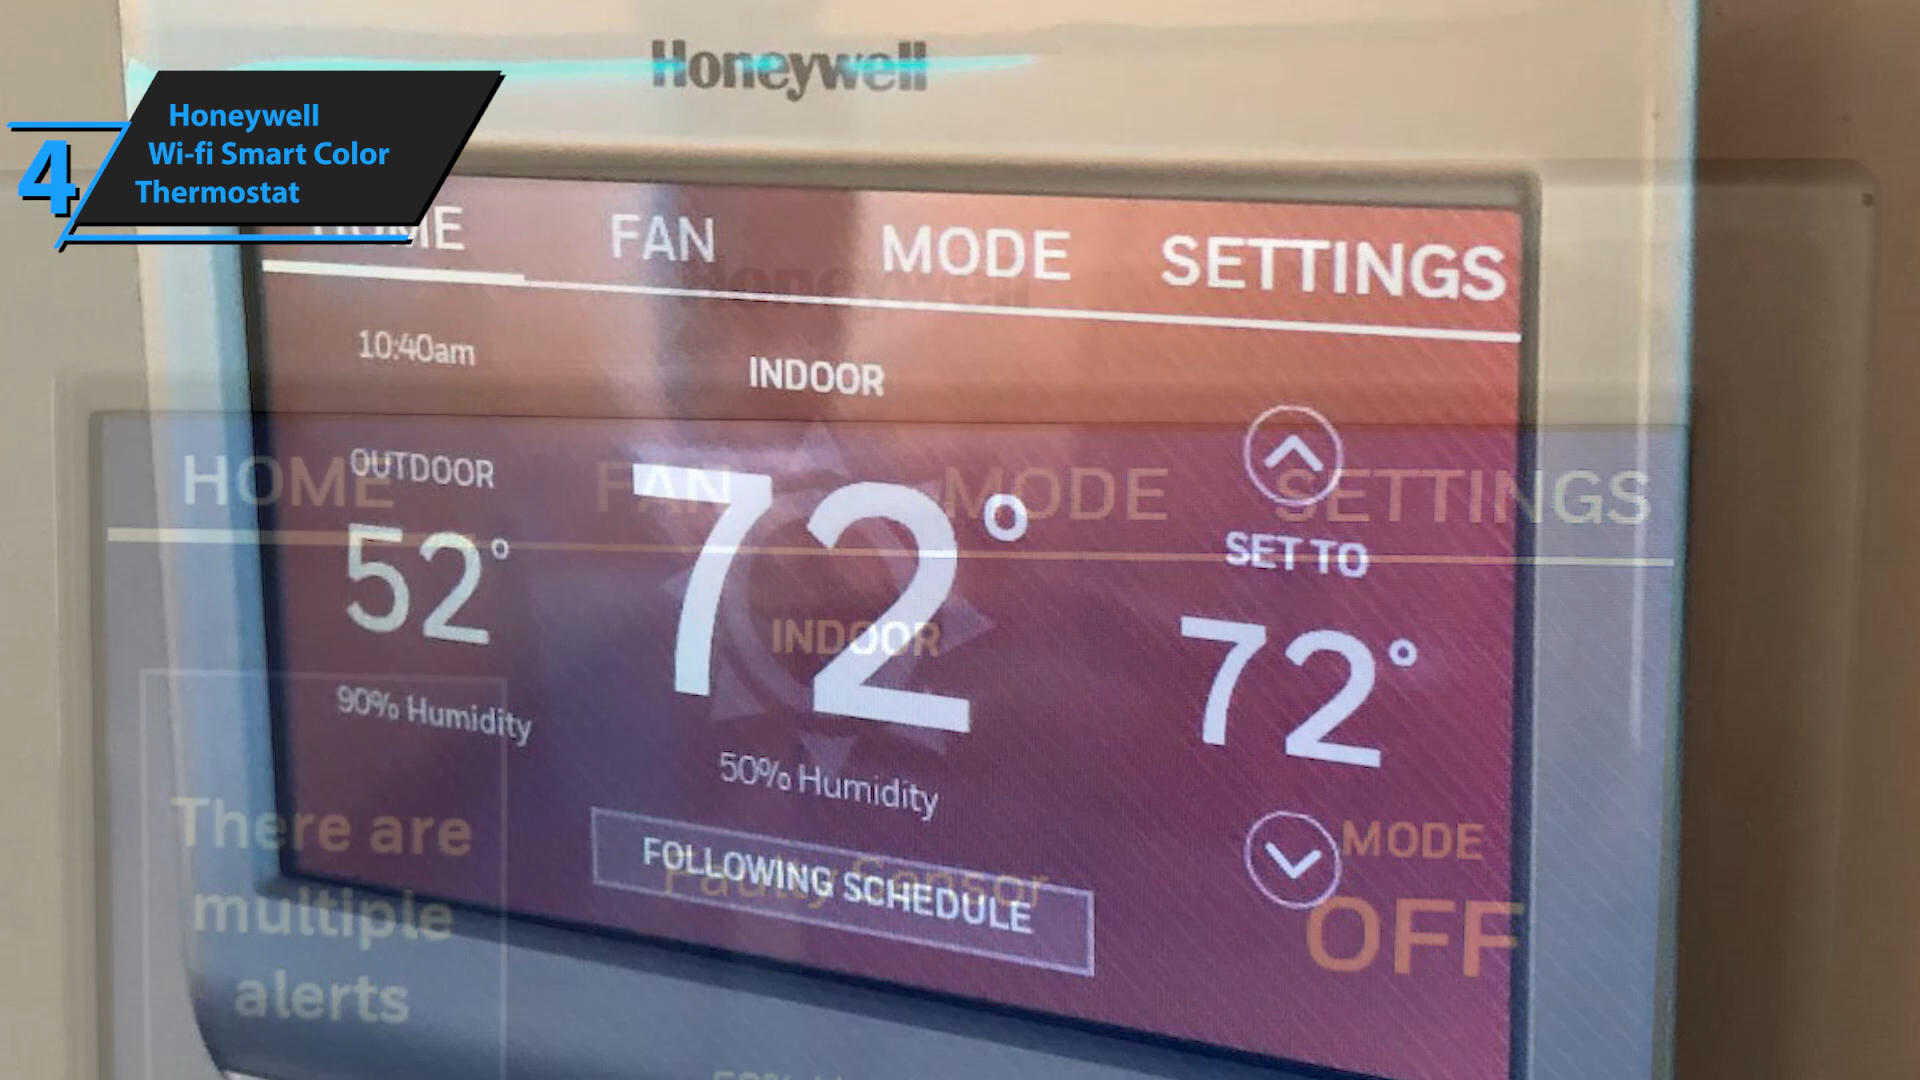 Honeywell
4
Honeywell
Wi-fi Smart Color
Thermostat
HOME FAN MODE SETTINGS
10:40am
INDOOR
OUTDOOR
52°
90% Humidity
72°
50% Humidity
SET TO
72°
FOLLOWING SCHEDULE
Honeywell
HOME FAN MODE SETTINGS
INDOOR
There are
multiple
alerts
Faulty Sensor
MODE
OFF